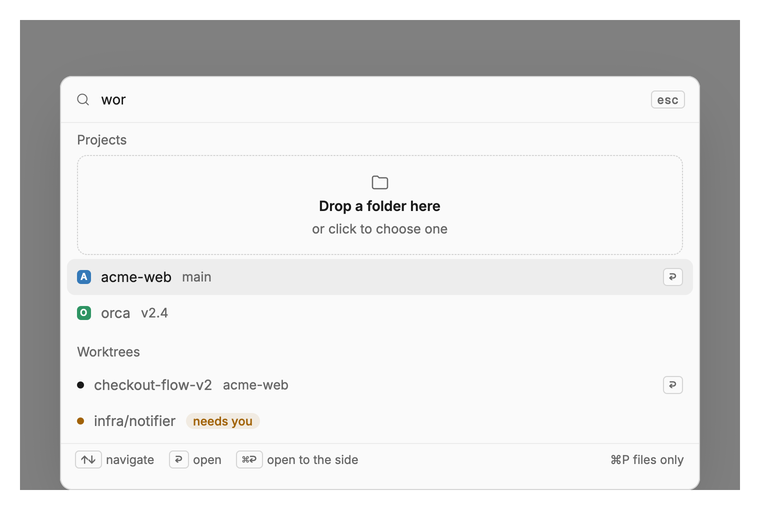 wor
esc
Projects
Drop a folder here
or click to choose one
A acme-web main
O orca v2.4
Worktrees
checkout-flow-v2 acme-web
infra/notifier needs you
↑↓ navigate ↩ open ⌘↩ open to the side ⌘P files only